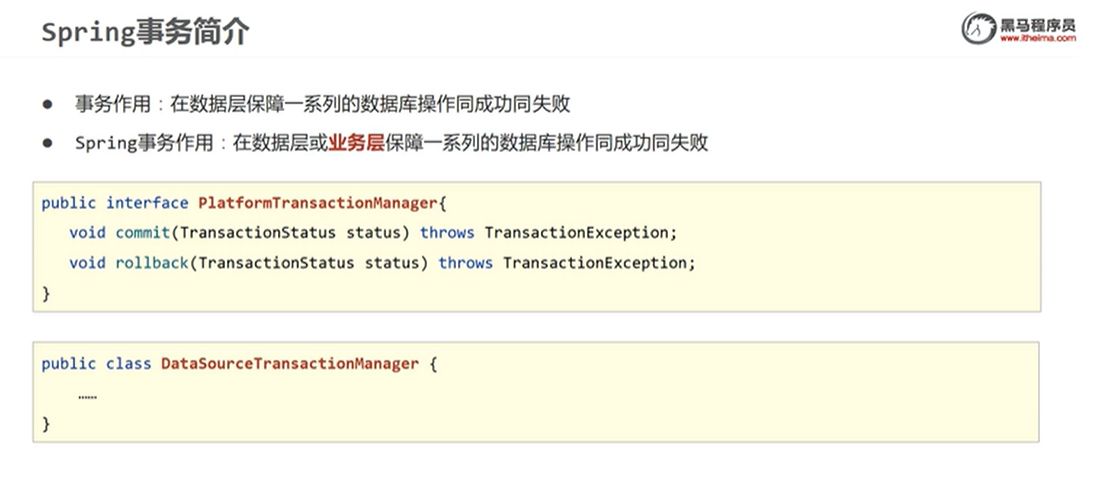 Spring事务简介
黑马程序员
www.itheima.com
● 事务作用：在数据层保障一系列的数据库操作同成功同失败
● Spring事务作用：在数据层或业务层保障一系列的数据库操作同成功同失败
public interface PlatformTransactionManager{
void commit(TransactionStatus status) throws TransactionException;
void rollback(TransactionStatus status) throws TransactionException;
}
public class DataSourceTransactionManager {
……
}